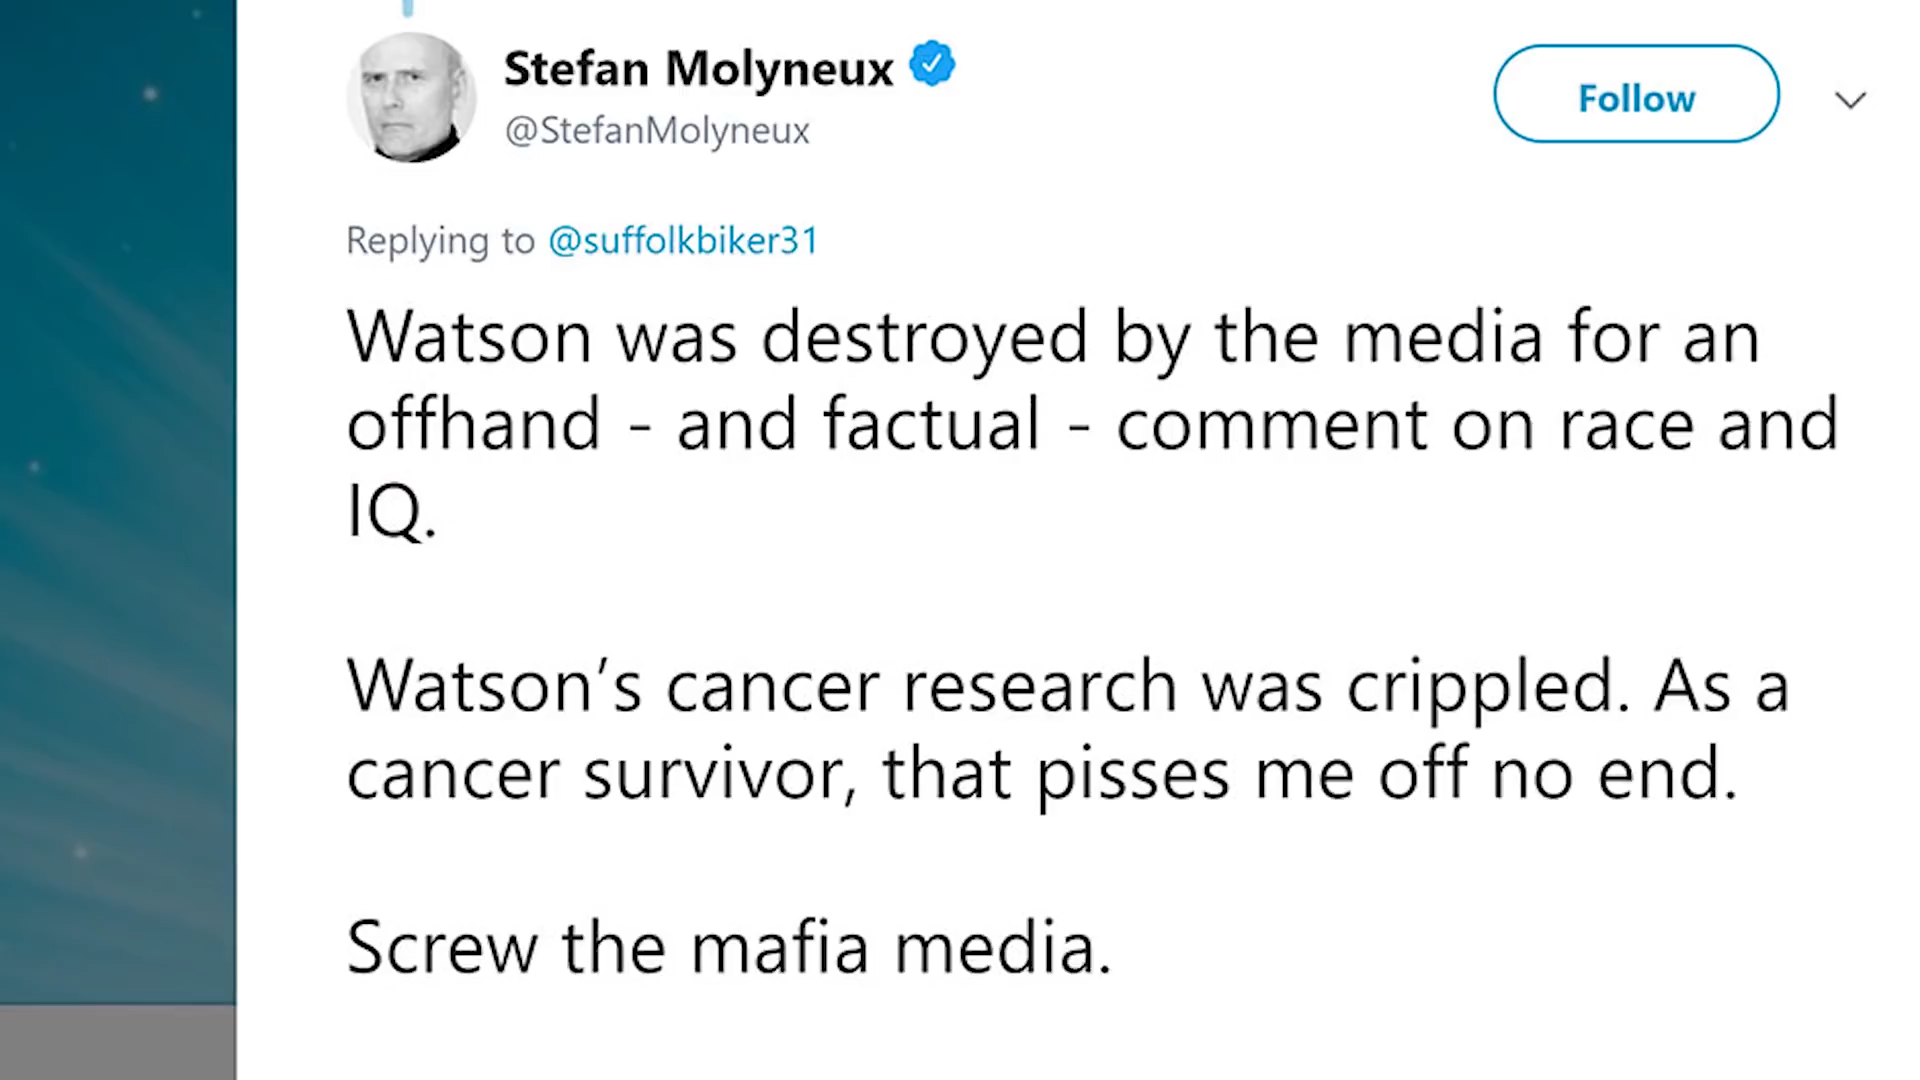 Stefan Molyneux
@StefanMolyneux
Follow
Replying to @suffolkbiker31
Watson was destroyed by the media for an
offhand - and factual - comment on race and
IQ.
Watson’s cancer research was crippled. As a
cancer survivor, that pisses me off no end.
Screw the mafia media.